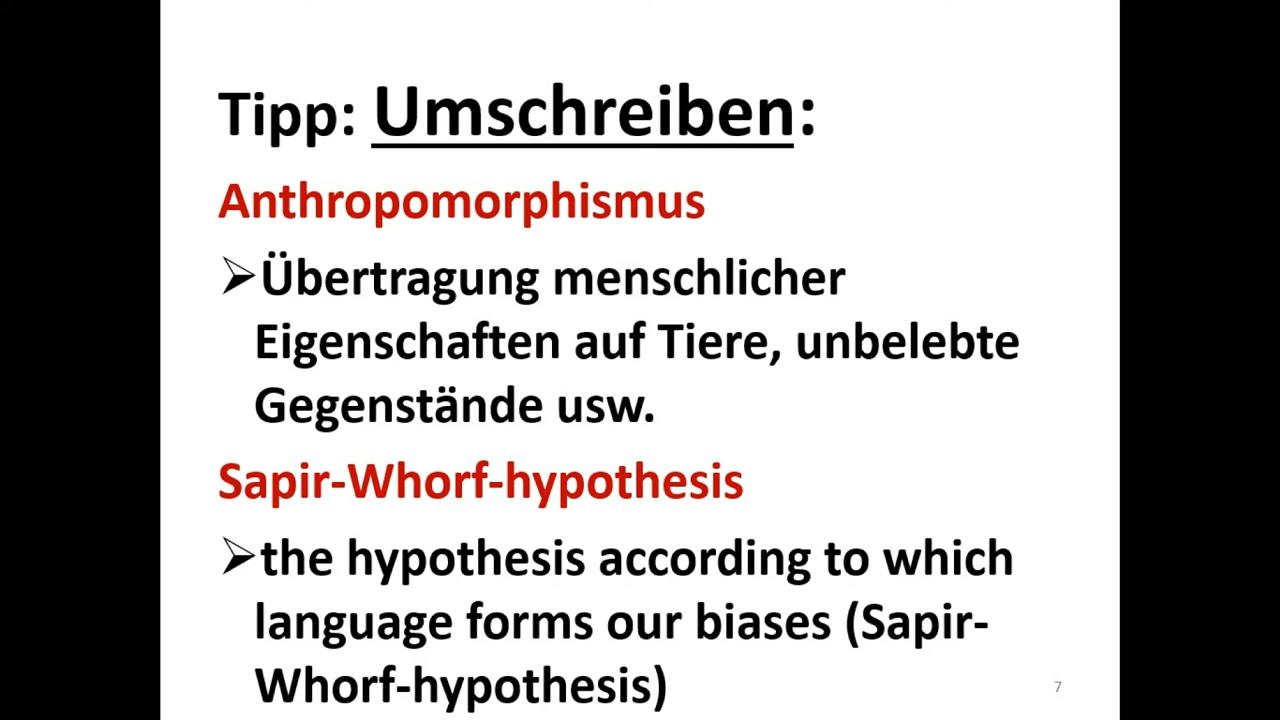 Tipp: Umschreiben:
Anthropomorphismus
➢Übertragung menschlicher
Eigenschaften auf Tiere, unbelebte
Gegenstände usw.
Sapir-Whorf-hypothesis
➢the hypothesis according to which
language forms our biases (Sapir-
Whorf-hypothesis)
7